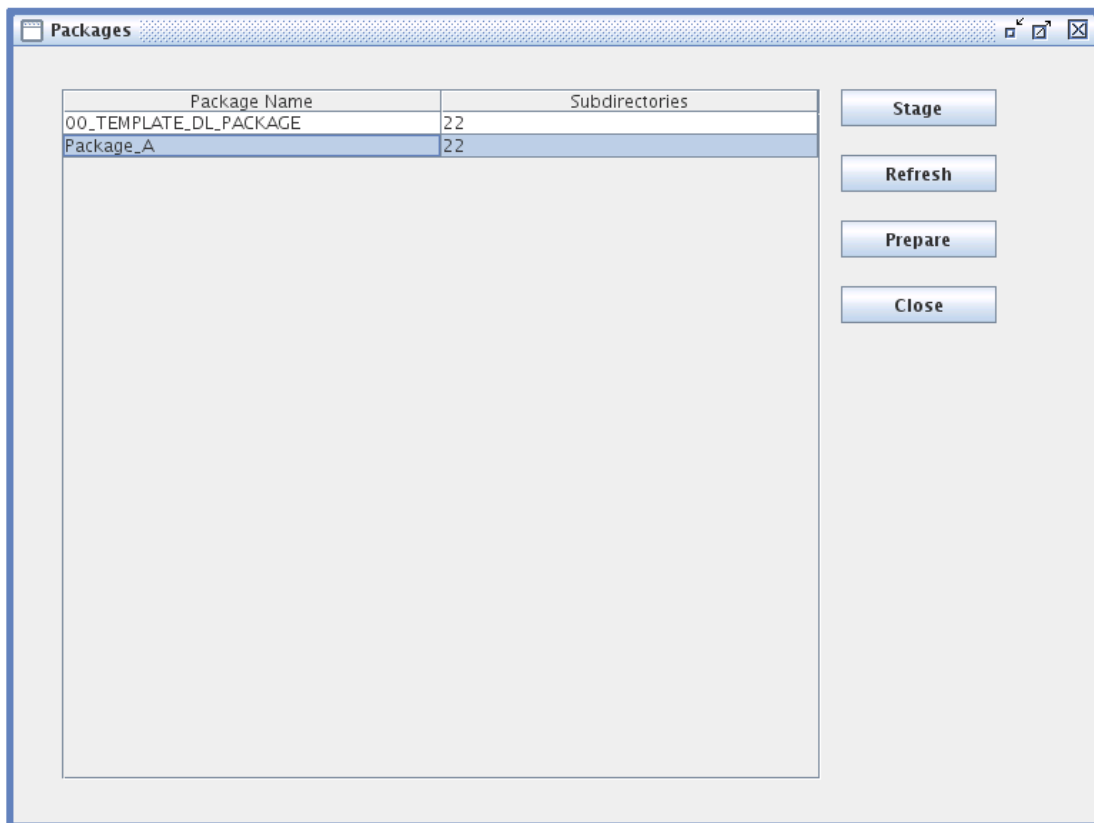 Packages
Package Name Subdirectories
00_TEMPLATE_DL_PACKAGE 22
Package_A 22
Stage
Refresh
Prepare
Close